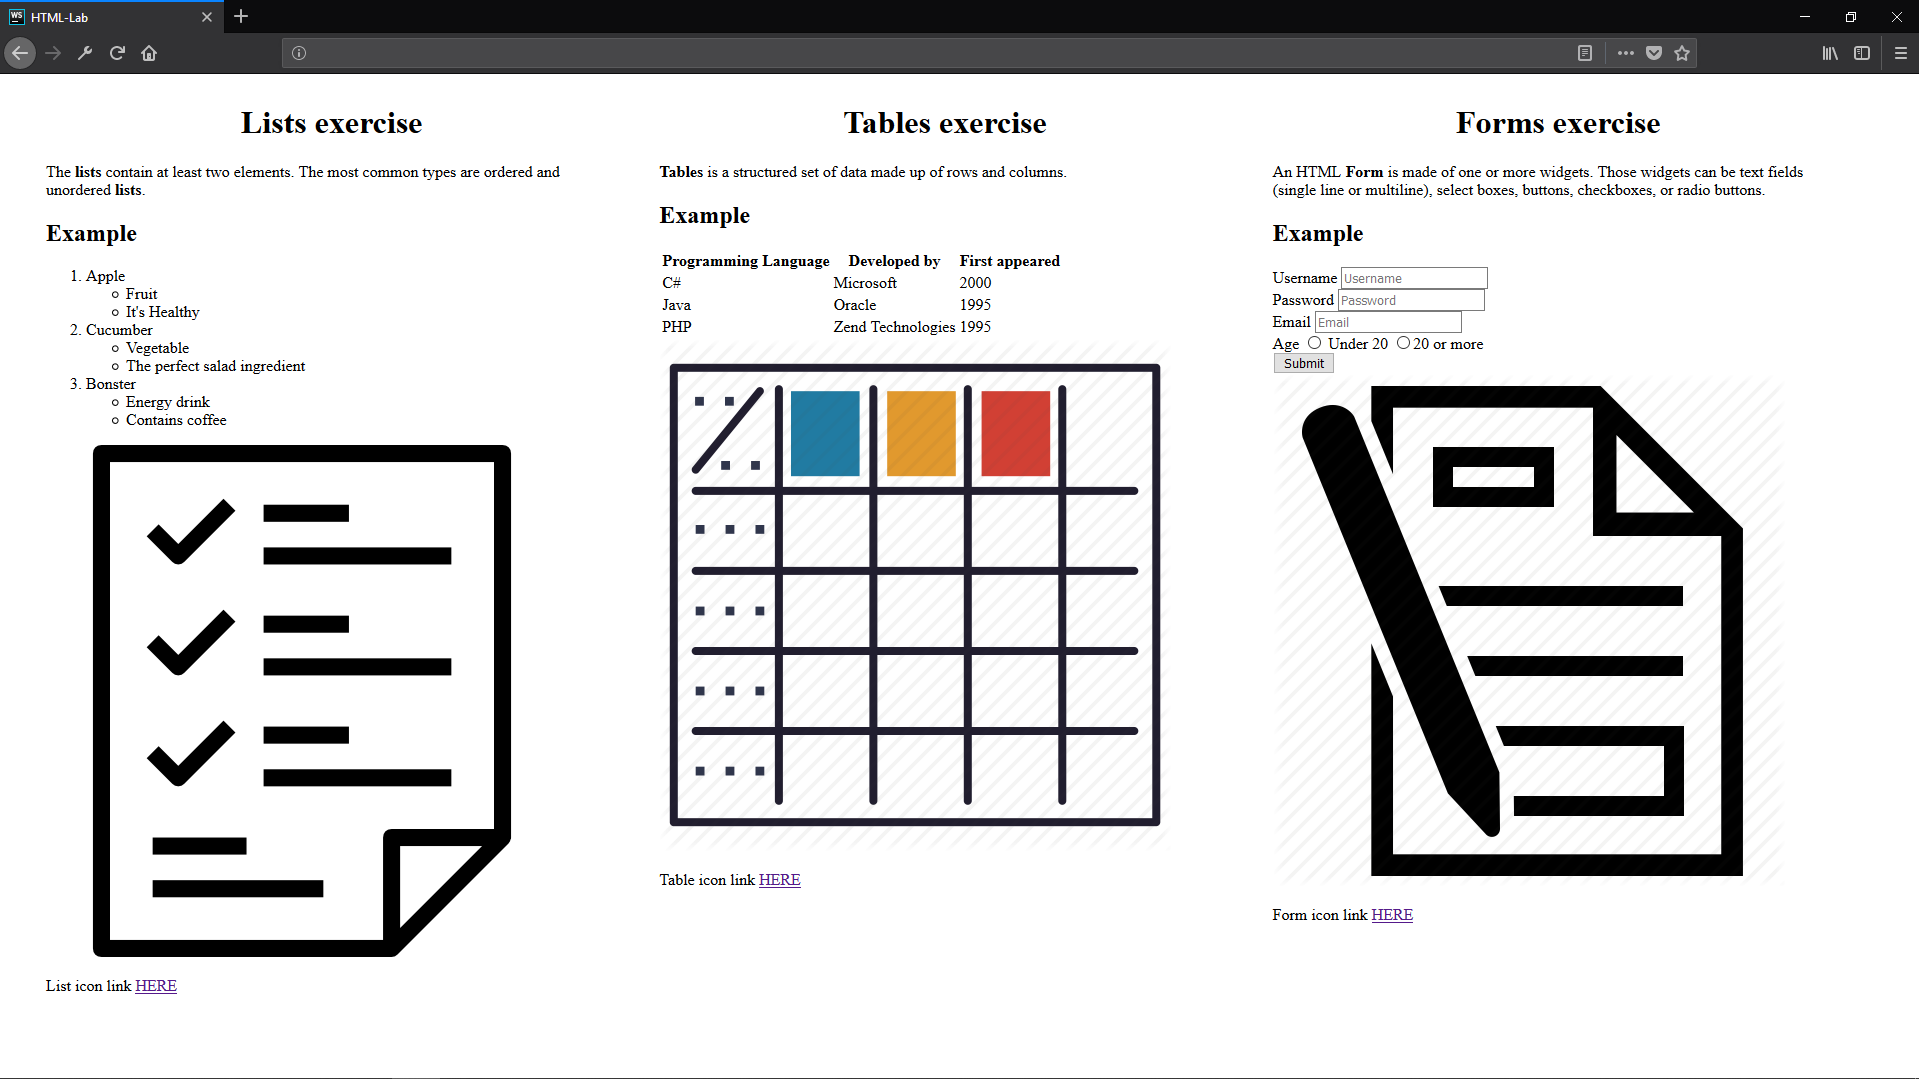 WS HTML-Lab
Lists exercise
The lists contain at least two elements. The most common types are ordered and
unordered lists.
Example
1. Apple
Fruit
It's Healthy
2. Cucumber
Vegetable
The perfect salad ingredient
3. Bonster
Energy drink
Contains coffee
List icon link HERE
Tables exercise
Tables is a structured set of data made up of rows and columns.
Example
Programming Language Developed by First appeared
C# Microsoft 2000
Java Oracle 1995
PHP Zend Technologies 1995
Table icon link HERE
Forms exercise
An HTML Form is made of one or more widgets. Those widgets can be text fields
(single line or multiline), select boxes, buttons, checkboxes, or radio buttons.
Example
Username Username
Password Password
Email Email
Age Under 20 20 or more
Submit
Form icon link HERE